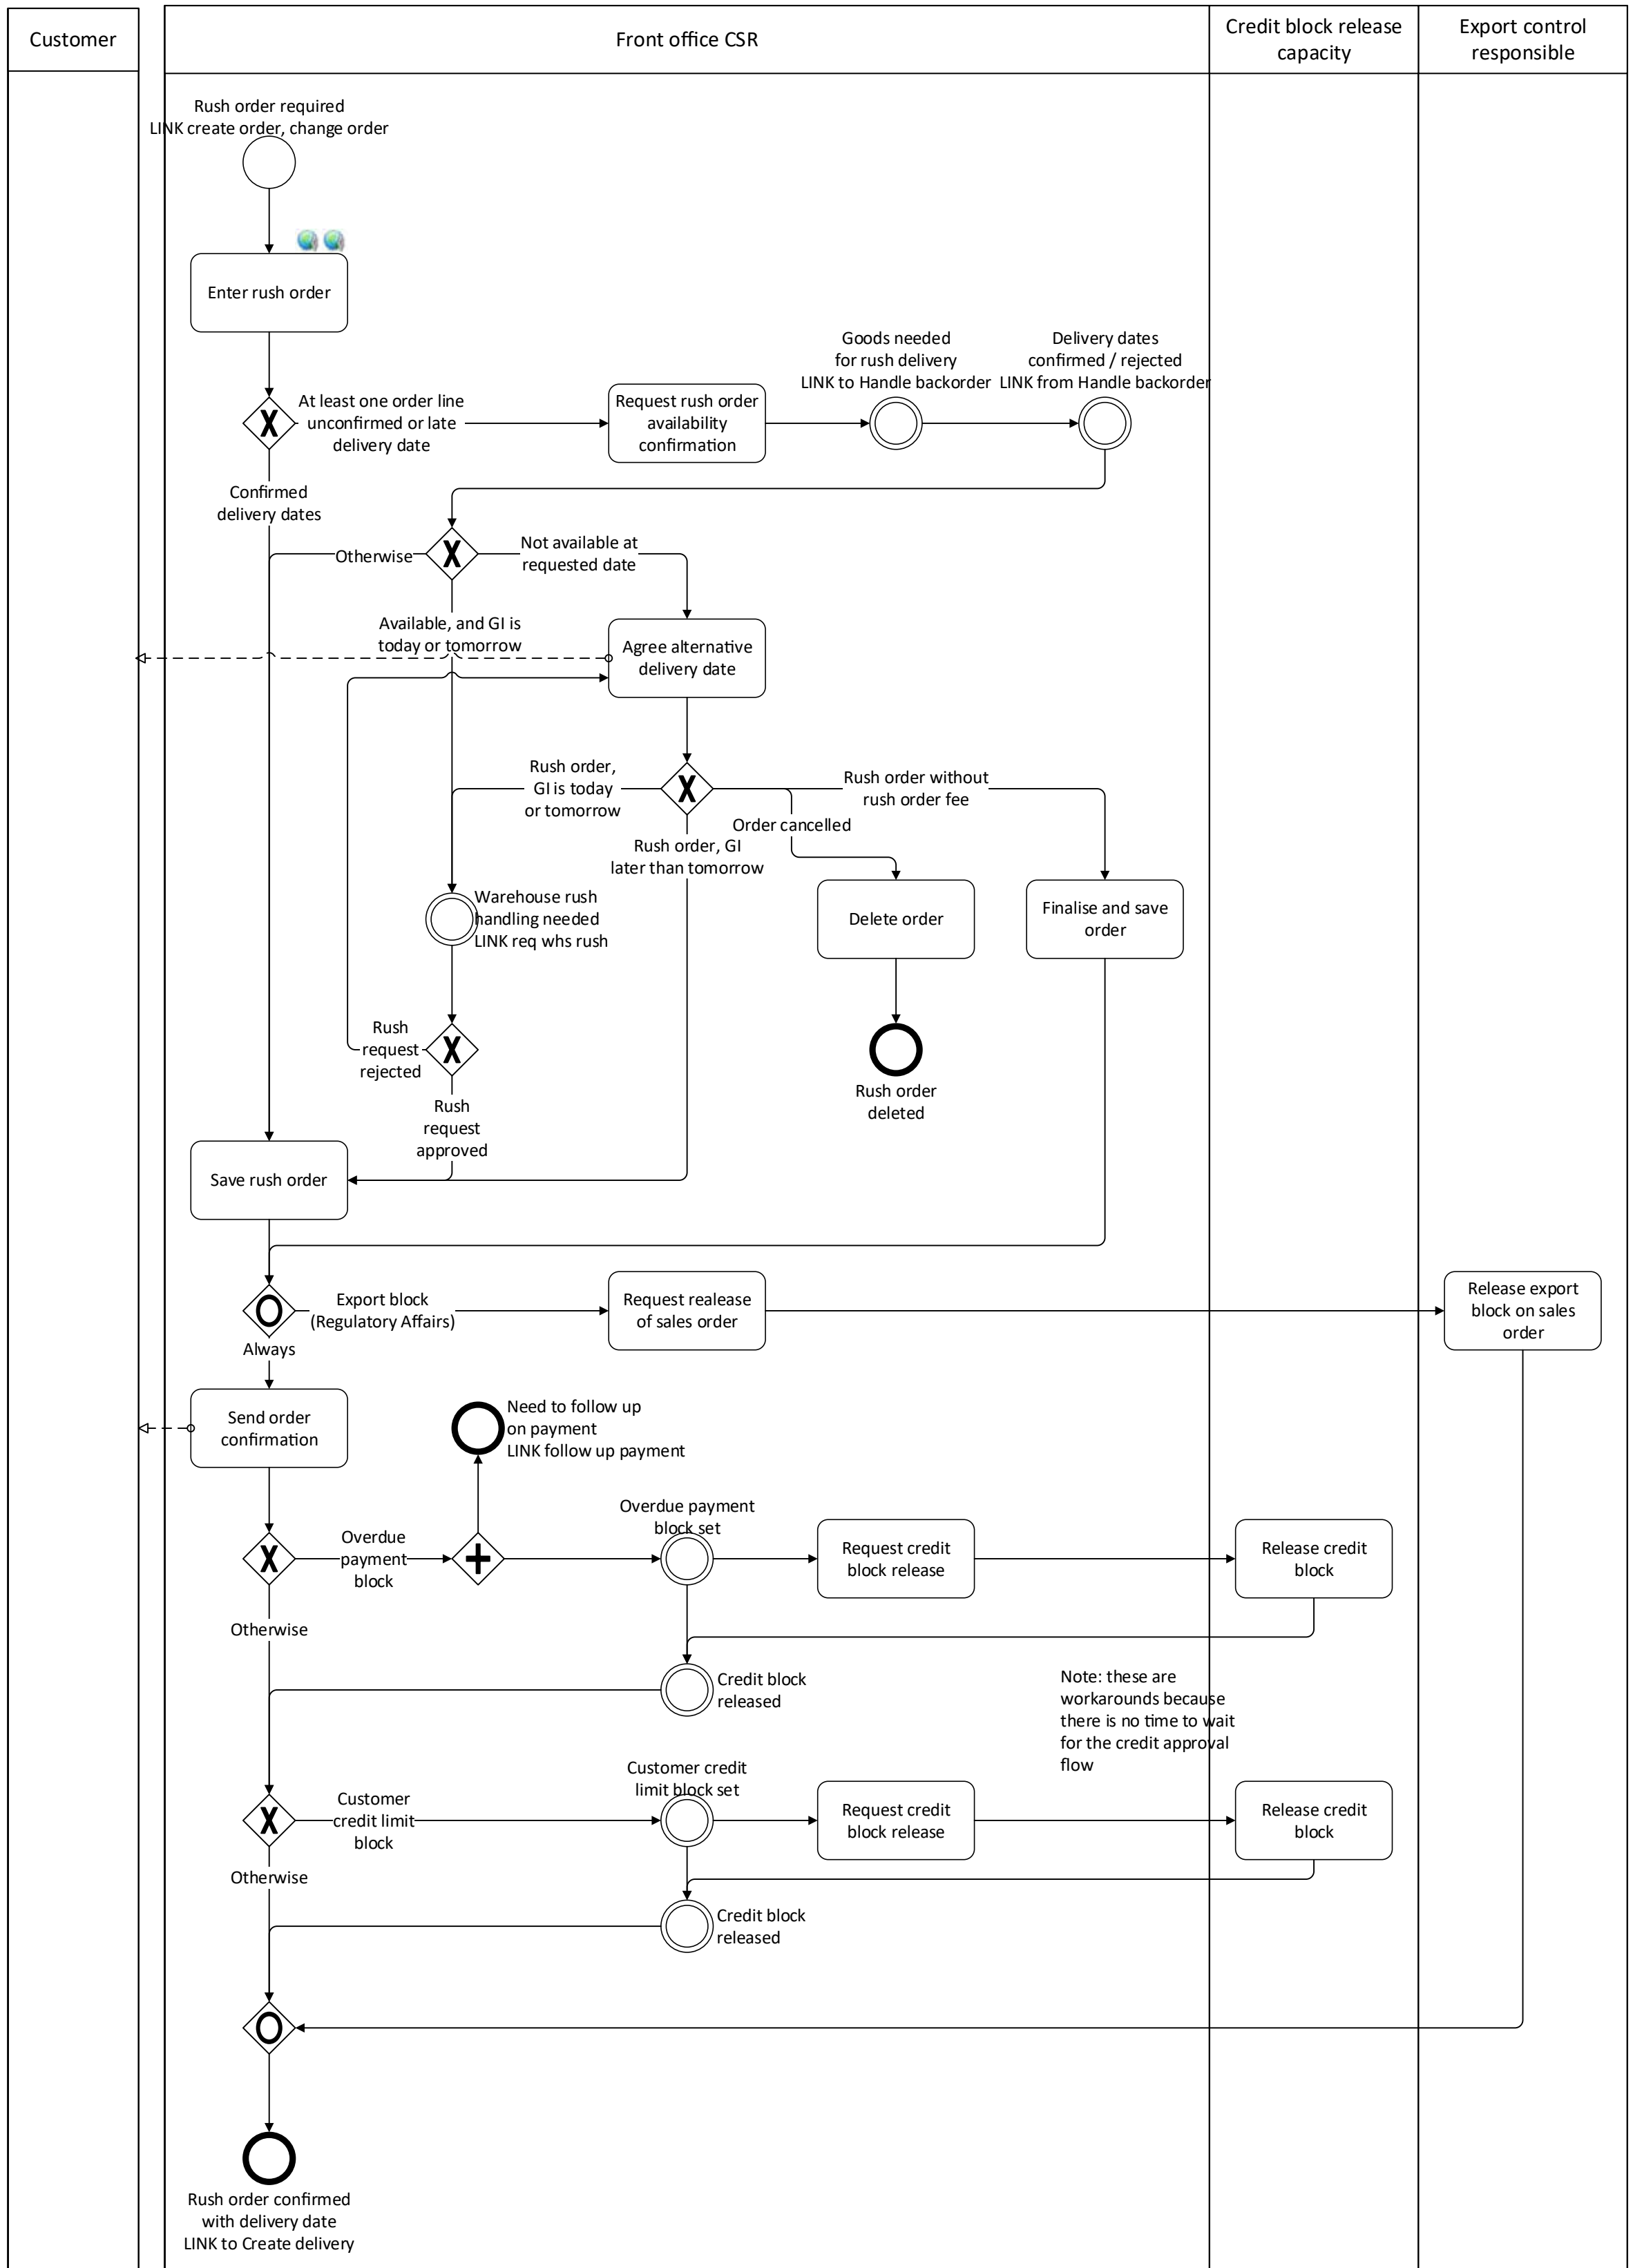 Customer
Front office CSR
Credit block release
capacity
Export control
responsible
Rush order required
LINK create order, change order
Enter rush order
At least one order line
unconfirmed or late
delivery date
Request rush order
availability
confirmation
Goods needed
for rush delivery
LINK to Handle backorder
Delivery dates
confirmed / rejected
LINK from Handle backorder
Confirmed
delivery dates
Otherwise
Not available at
requested date
Available, and GI is
today or tomorrow
Agree alternative
delivery date
Rush order,
GI is today
or tomorrow
Rush order without
rush order fee
Order cancelled
Rush order, GI
later than tomorrow
Warehouse rush
handling needed
LINK req whs rush
Delete order
Finalise and save
order
Rush
request
rejected
Rush order
deleted
Rush
request
approved
Save rush order
Export block
(Regulatory Affairs)
Request realease
of sales order
Release export
block on sales
order
Always
Send order
confirmation
Need to follow up
on payment
LINK follow up payment
Overdue
payment
block
Overdue payment
block set
Request credit
block release
Release credit
block
Otherwise
Credit block
released
Note: these are
workarounds because
there is no time to wait
for the credit approval
flow
Customer
credit limit
block
Customer credit
limit block set
Request credit
block release
Release credit
block
Otherwise
Credit block
released
Rush order confirmed
with delivery date
LINK to Create delivery